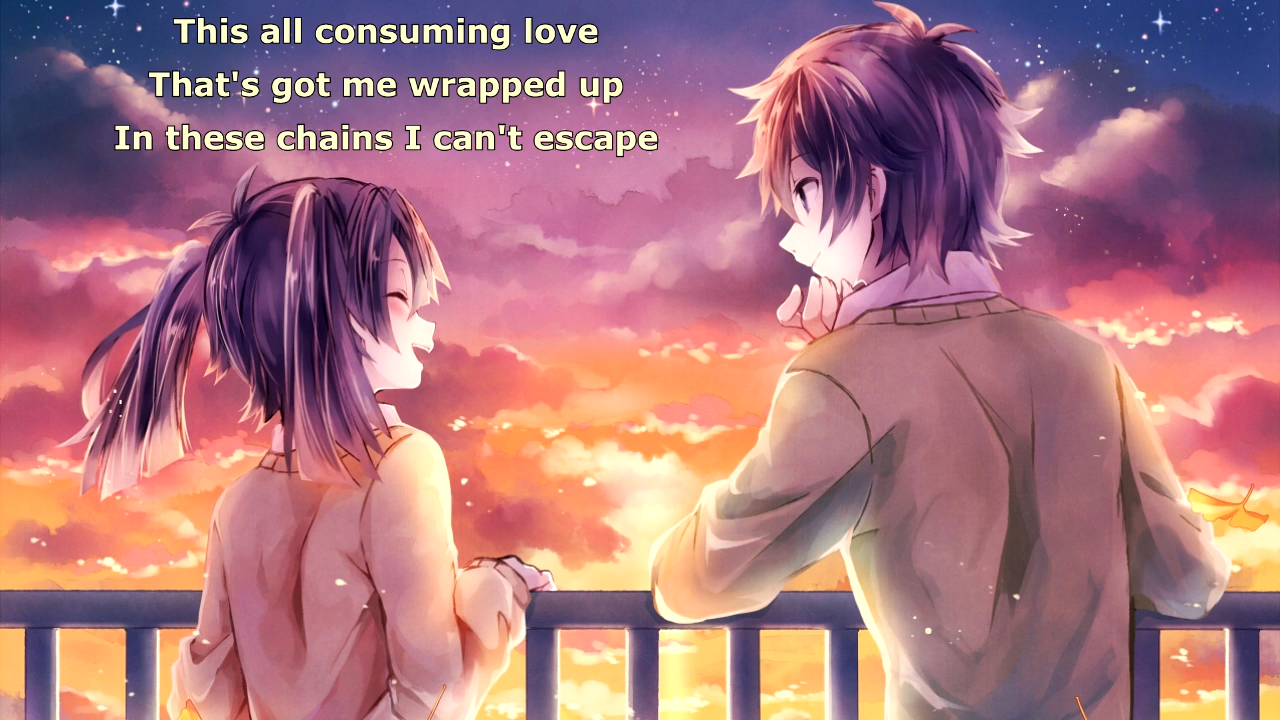 This all consuming love
That's got me wrapped up
In these chains I can't escape